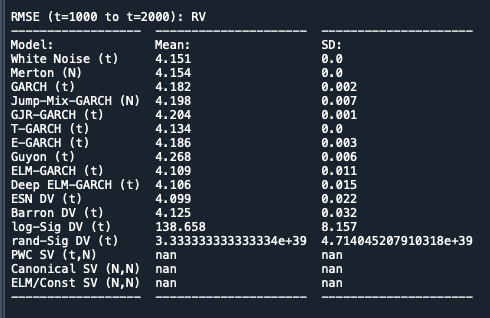 RMSE (t=1000 to t=2000): RV
------------------ --------------------- ---------------------
Model: Mean: SD:
White Noise (t) 4.151 0.0
Merton (N) 4.154 0.0
GARCH (t) 4.182 0.002
Jump-Mix-GARCH (N) 4.198 0.007
GJR-GARCH (t) 4.204 0.001
T-GARCH (t) 4.134 0.0
E-GARCH (t) 4.186 0.003
Guyon (t) 4.268 0.006
ELM-GARCH (t) 4.109 0.011
Deep ELM-GARCH (t) 4.106 0.015
ESN DV (t) 4.099 0.022
Barron DV (t) 4.125 0.032
log-Sig DV (t) 138.658 8.157
rand-Sig DV (t) 3.333333333333334e+39 4.714045207910318e+39
PWC SV (t,N) nan nan
Canonical SV (N,N) nan nan
ELM/Const SV (N,N) nan nan
------------------ --------------------- ---------------------